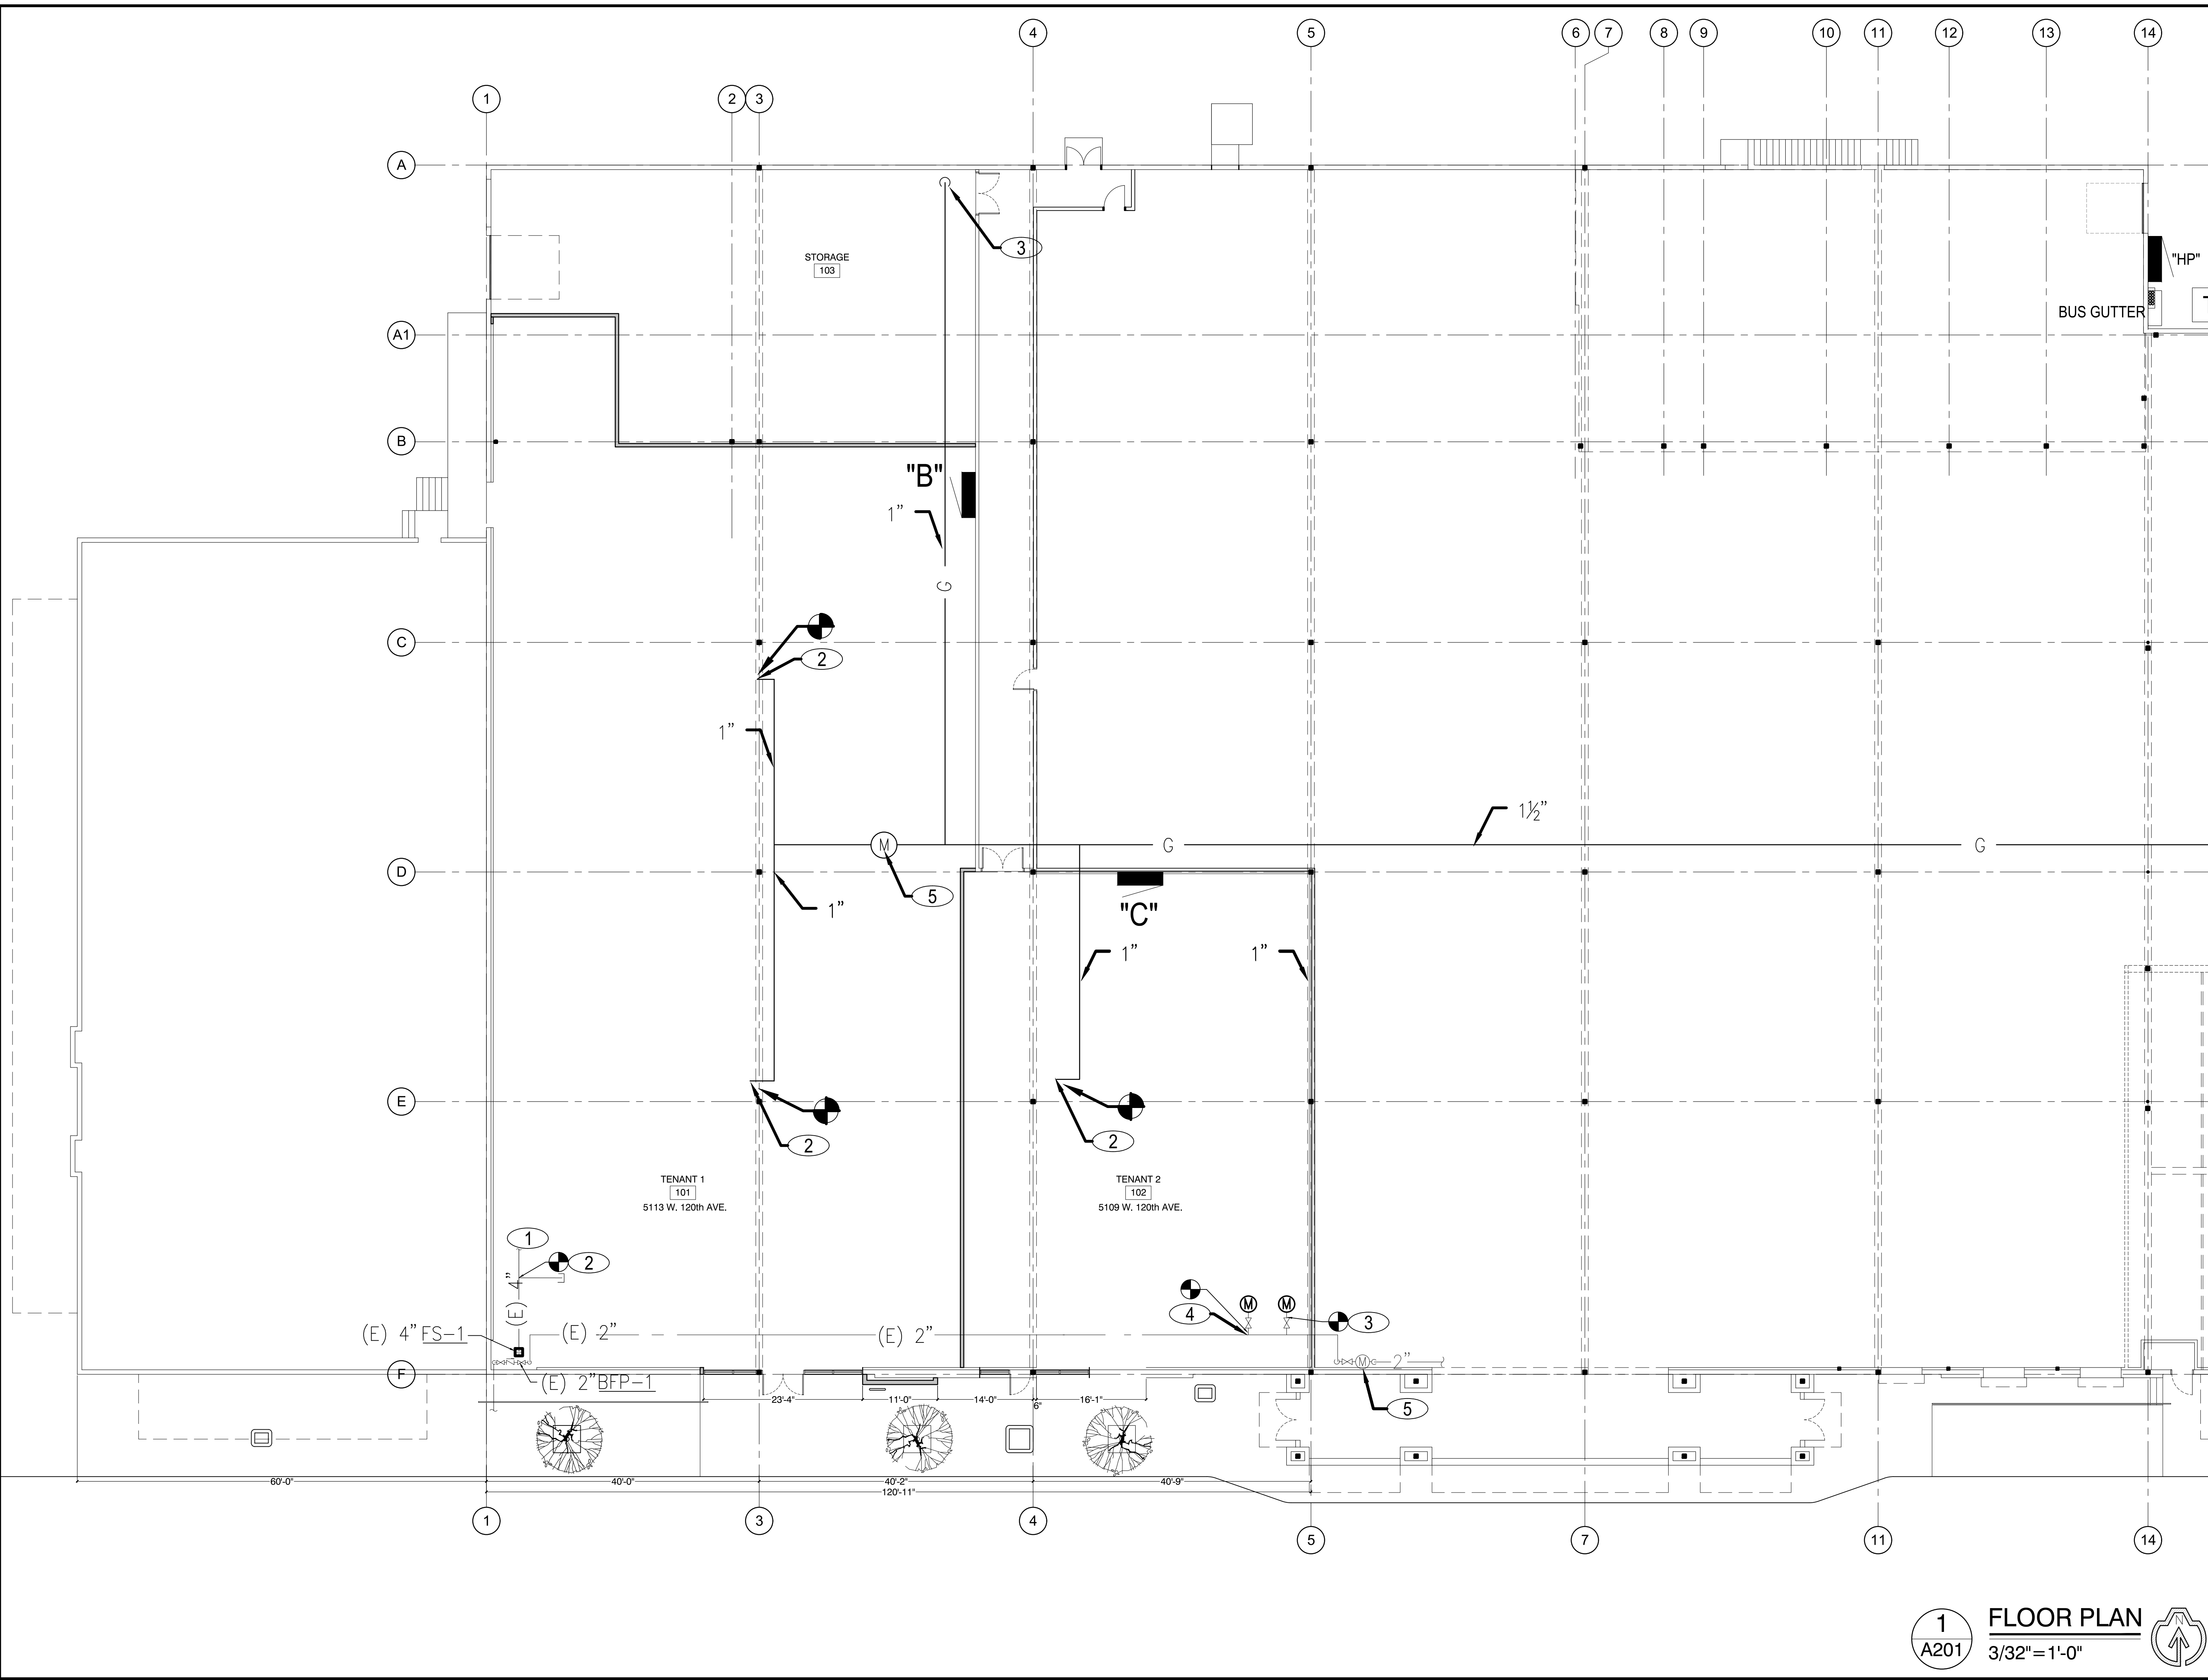 4
5
6
7
8
9
10
11
12
13
14
1
2
3
A
3
STORAGE
103
"HP"
BUS GUTTER
A1
B
"B"
1”
G
C
2
1”
1½”
M
G
G
D
5
1”
"C"
1”
1”
E
2
2
TENANT 1
101
5113 W. 120th AVE.
TENANT 2
102
5109 W. 120th AVE.
1
2
(E) 4”
M
M
4
3
(E) 4” FS-1
(E) 2”
(E) 2”
M
2”
F
(E) 2” BFP-1
23'-4"
11'-0"
14'-0"
6"
16'-1"
5
60'-0"
40'-0"
40'-2"
40'-9"
120'-11"
1
3
4
5
7
11
14
1
A201
FLOOR PLAN
3/32"=1'-0"
N